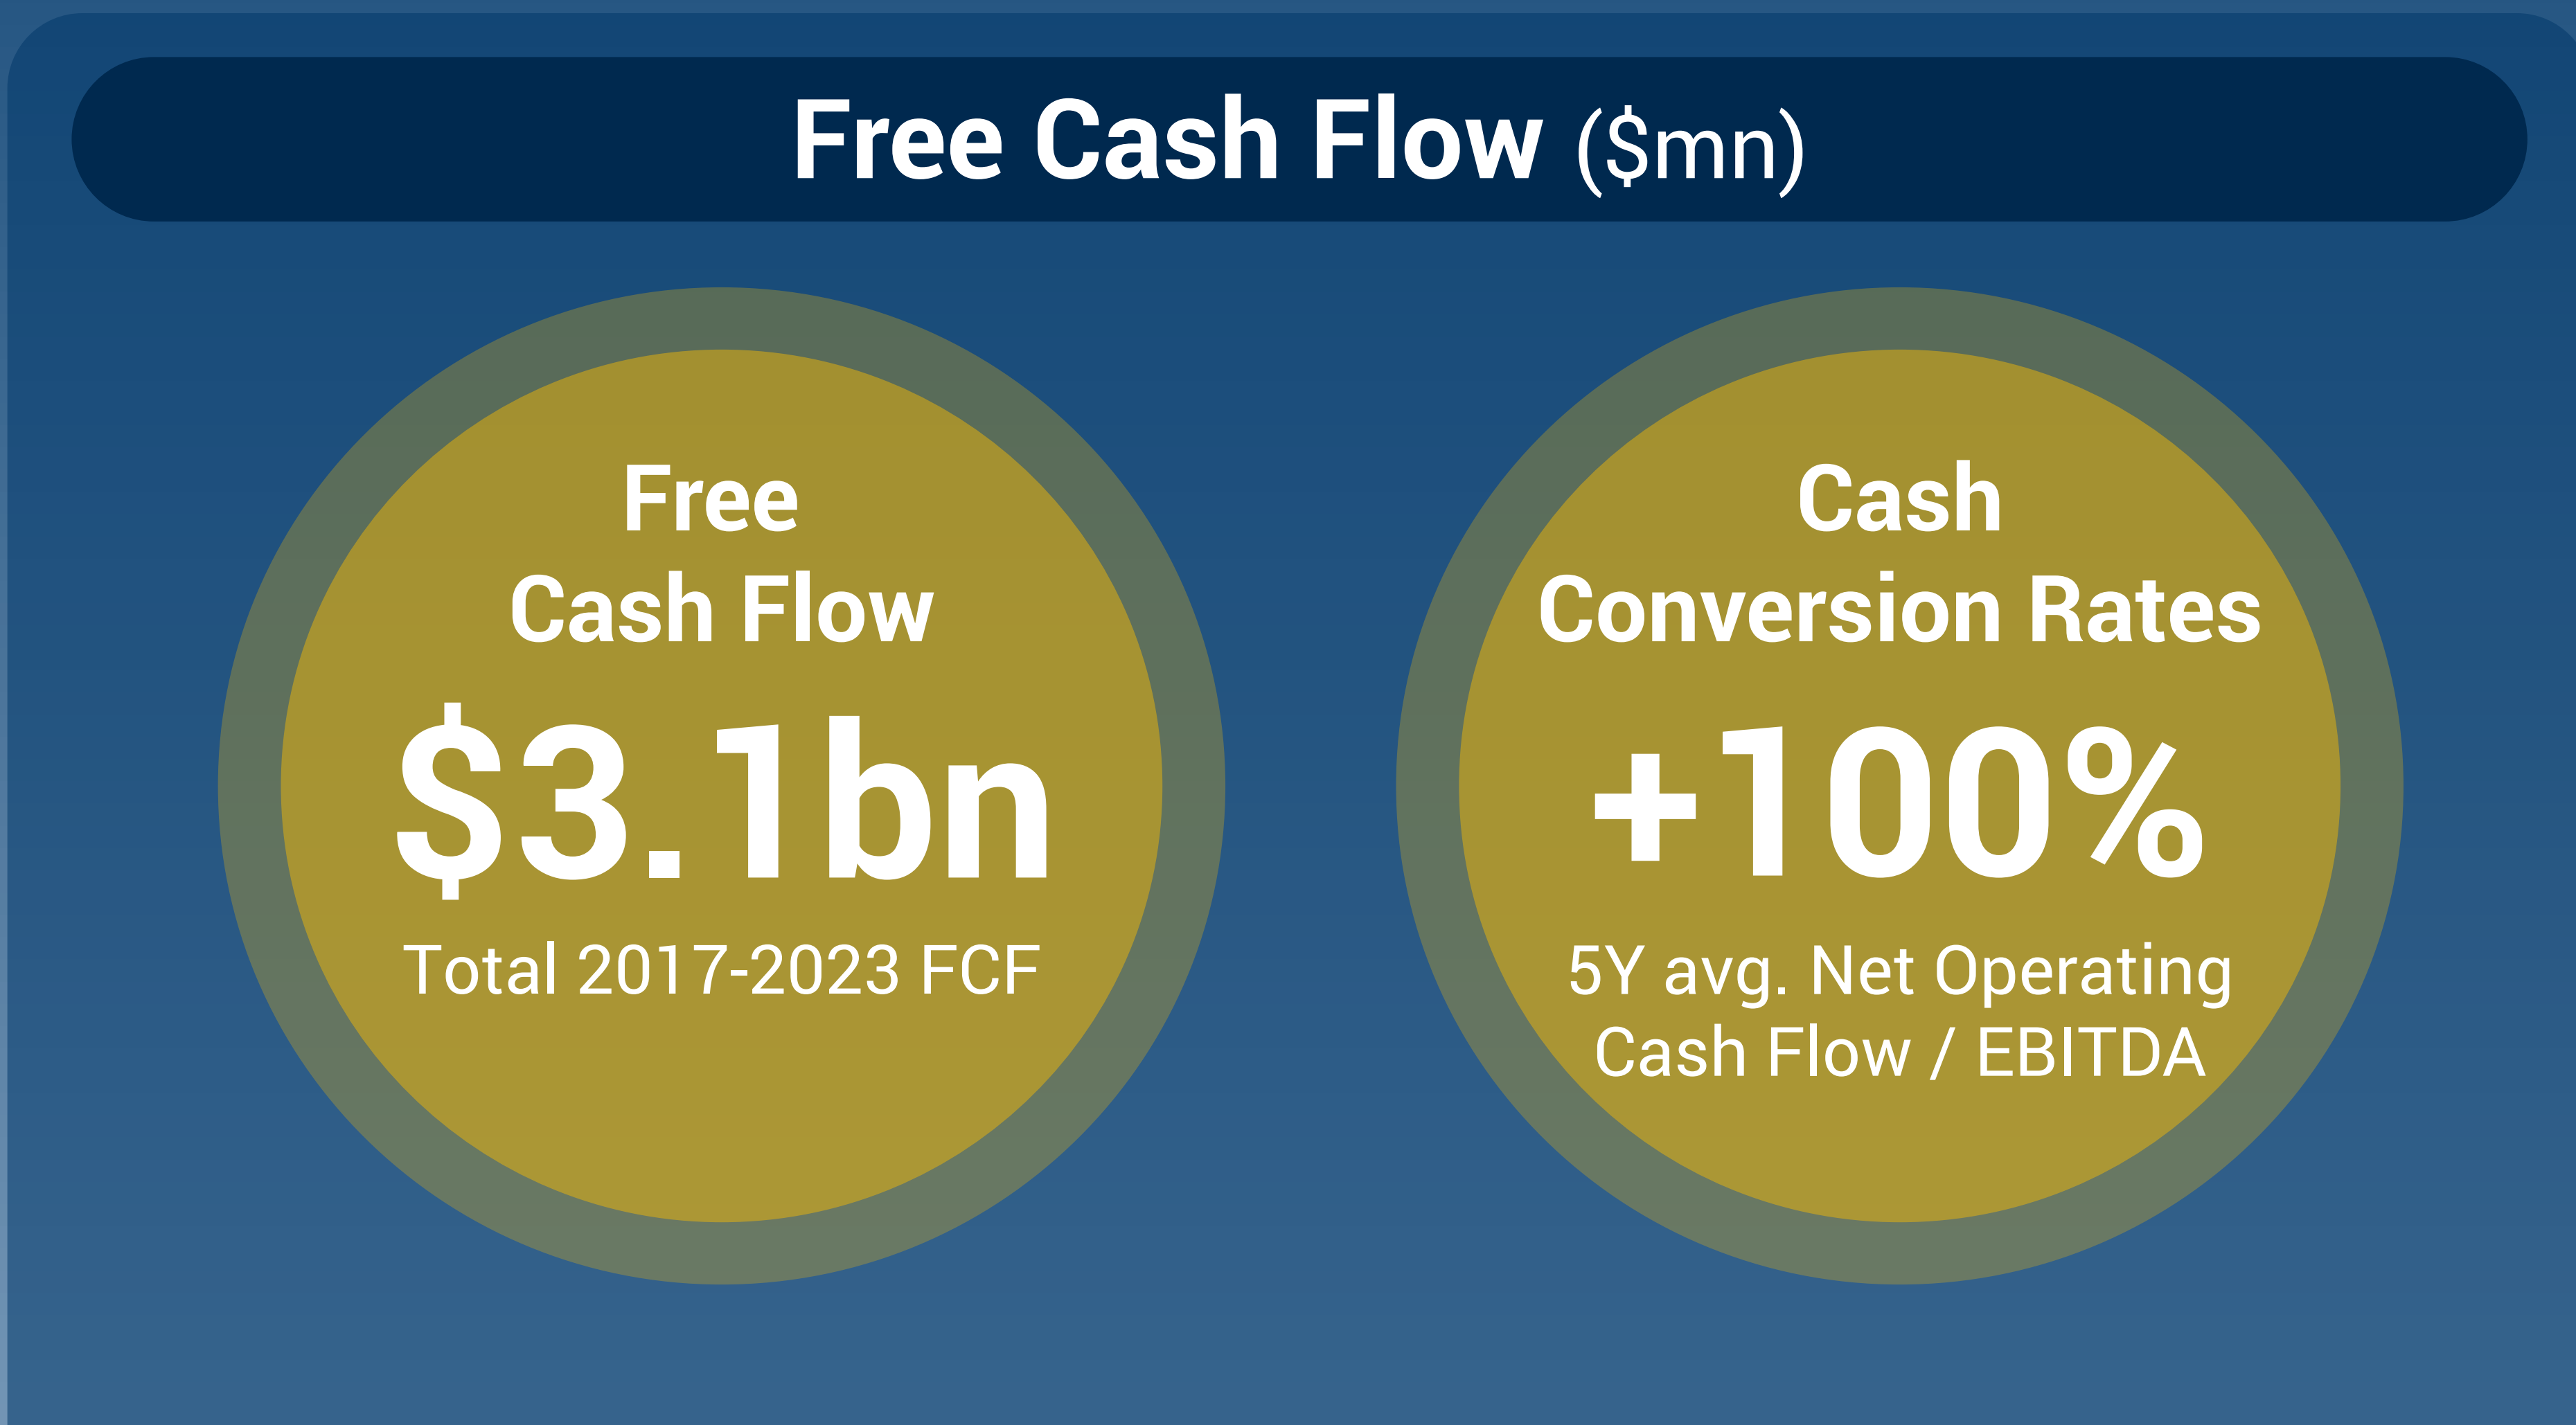 Free Cash Flow ($mn)
Free
Cash Flow
$3.1bn
Total 2017-2023 FCF
Cash
Conversion Rates
+100%
5Y avg. Net Operating
Cash Flow / EBITDA